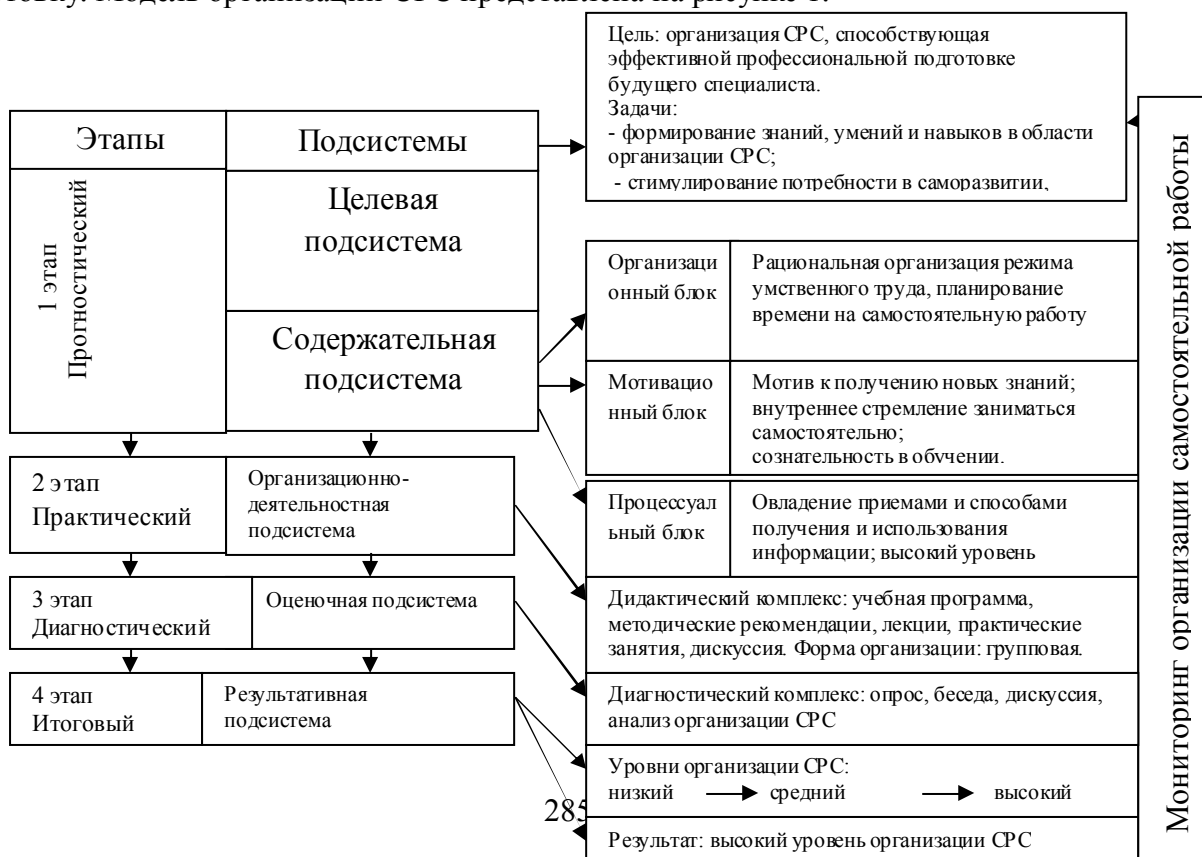 товку. Модель организации СРС представлена на рисунке 1.
Цель: организация СРС, способствующая
эффективной профессиональной подготовке
будущего специалиста.
Задачи:
- формирование знаний, умений и навыков в области
организации СРС;
- стимулирование потребности в саморазвитии,
Этапы
Подсистемы
1 этап
Прогностический
Целевая
подсистема
Содержательная
подсистема
Организаци
онный блок
Рациональная организация режима
умственного труда, планирование
времени на самостоятельную работу
Мотивацио
нный блок
Мотив к получению новых знаний;
внутреннее стремление заниматься
самостоятельно;
сознательность в обучении.
Процессуал
ьный блок
Овладение приемами и способами
получения и использования
информации; высокий уровень
2 этап
Практический
Организационно-
деятельностная
подсистема
Дидактический комплекс: учебная программа,
методические рекомендации, лекции, практические
занятия, дискуссия. Форма организации: групповая.
3 этап
Диагностический
Оценочная подсистема
Диагностический комплекс: опрос, беседа, дискуссия,
анализ организации СРС
4 этап
Итоговый
Результативная
подсистема
Уровни организации СРС:
низкий средний высокий
Результат: высокий уровень организации СРС
Мониторинг организации самостоятельной работы
285